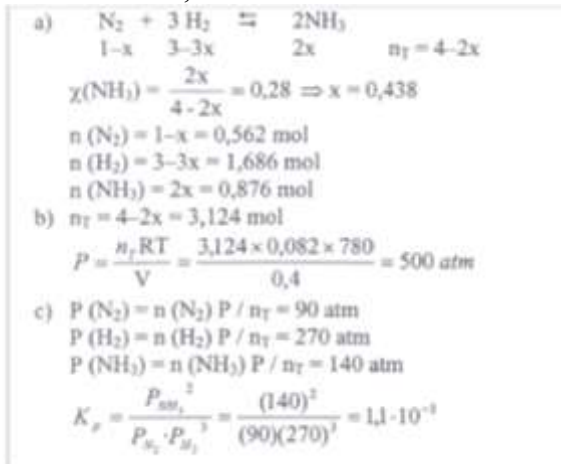 a) N₂ + 3 H₂ ⇆ 2NH₃
1–x 3–3x 2x n_T = 4–2x
χ(NH₃) = 2x / (4 - 2x) = 0,28 ⇒ x = 0,438
n (N₂) = 1–x = 0,562 mol
n (H₂) = 3–3x = 1,686 mol
n (NH₃) = 2x = 0,876 mol
b) n_T = 4–2x = 3,124 mol
P = n_T RT / V = 3,124 × 0,082 × 780 / 0,4 = 500 atm
c) P (N₂) = n (N₂) P / n_T = 90 atm
P (H₂) = n (H₂) P / n_T = 270 atm
P (NH₃) = n (NH₃) P / n_T = 140 atm
K_p = P_NH₃² / P_N₂ · P_H₂³ = (140)² / (90)(270)³ = 1,1·10